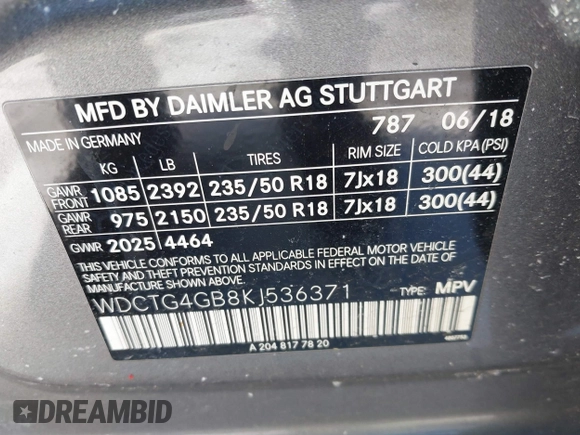 MFD BY DAIMLER AG STUTTGART
MADE IN GERMANY 787 06/18
KG LB TIRES RIM SIZE COLD KPA(PSI)
GAWR FRONT 1085 2392 235/50 R18 7Jx18 300(44)
GAWR REAR 975 2150 235/50 R18 7Jx18 300(44)
GVWR 2025 4464
THIS VEHICLE CONFORMS TO ALL APPLICABLE FEDERAL MOTOR VEHICLE
SAFETY AND THEFT PREVENTION STANDARDS IN EFFECT ON THE DATE OF
MANUFACTURE SHOWN ABOVE.
WDCTG4GB8KJ536371 TYPE: MPV
A 204 817 78 20
DREAMBID